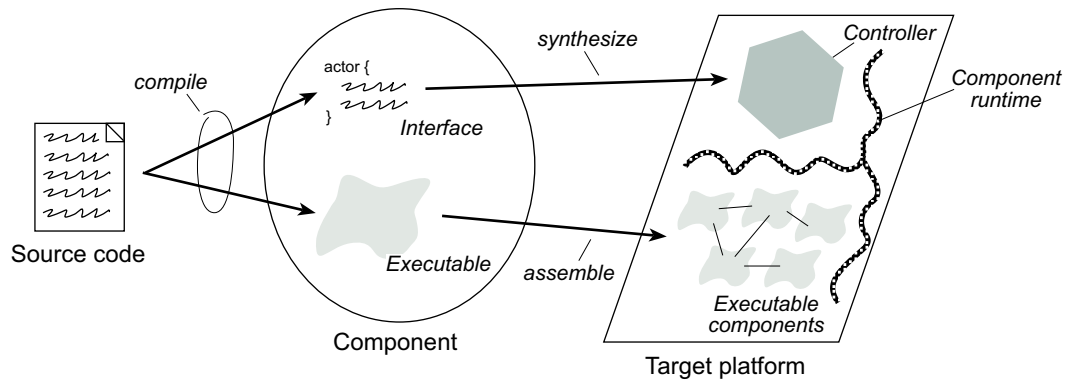 compile
actor {
}
Interface
synthesize
Controller
Component
runtime
Source code
Executable
assemble
Executable
components
Component
Target platform